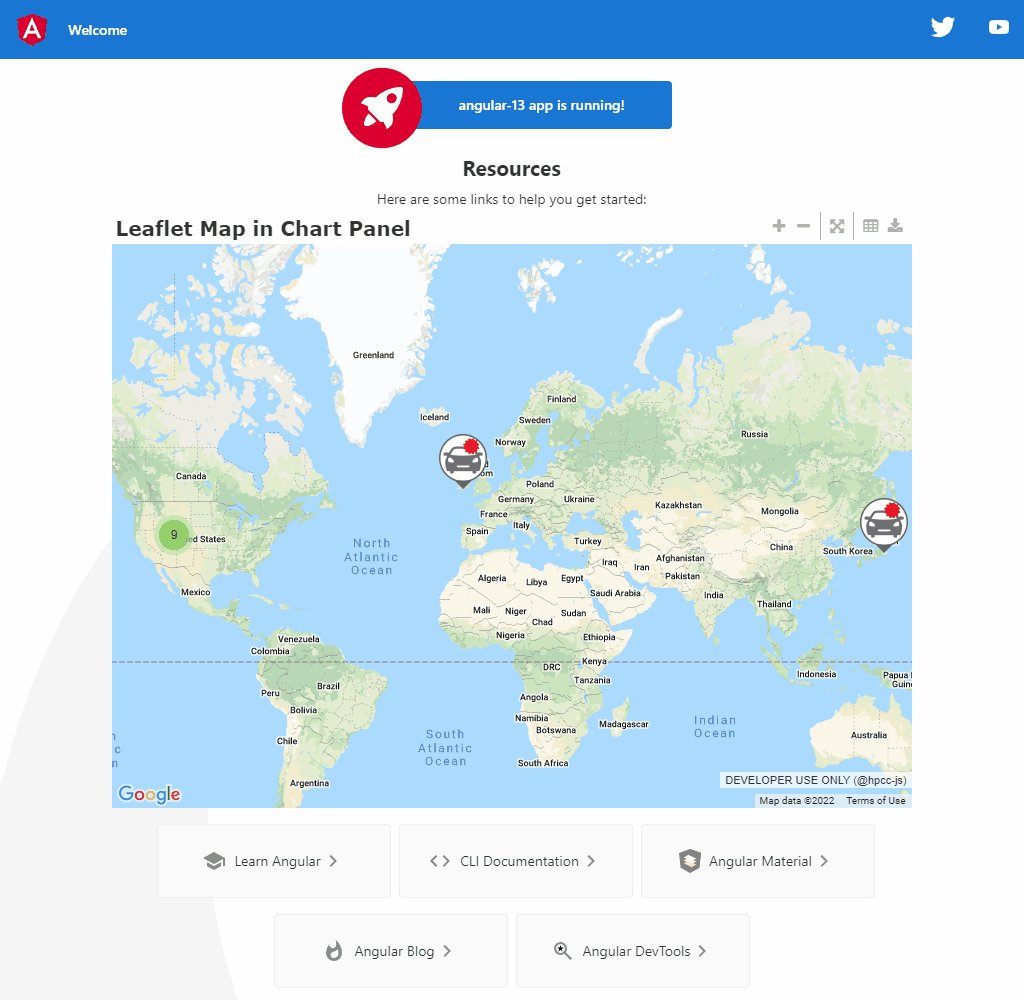 Welcome
angular-13 app is running!
Resources
Here are some links to help you get started:
Leaflet Map in Chart Panel
Greenland
Finland
Iceland
Sweden
Norway
Russia
Canada
Poland
Germany
Ukraine
Kazakhstan
Mongolia
France
Italy
Spain
9
ed States
North
Atlantic
Ocean
Turkey
China
South Korea
Iraq
Iran
Afghanistan
Pakistan
Algeria
Libya
Egypt
Saudi Arabia
India
Mexico
Thailand
Mali
Niger
Sudan
Chad
Nigeria
Ethiopia
Venezuela
Colombia
DRC
Kenya
Tanzania
Indonesia
Papua
Guin
Peru
Brazil
Angola
Bolivia
Namibia
Botswana
Madagascar
Indian
Ocean
South
Atlantic
Ocean
Chile
Australia
South Africa
Argentina
DEVELOPER USE ONLY (@hpcc-js)
Google
Map data ©2022 Terms of Use
Learn Angular
CLI Documentation
Angular Material
Angular Blog
Angular DevTools